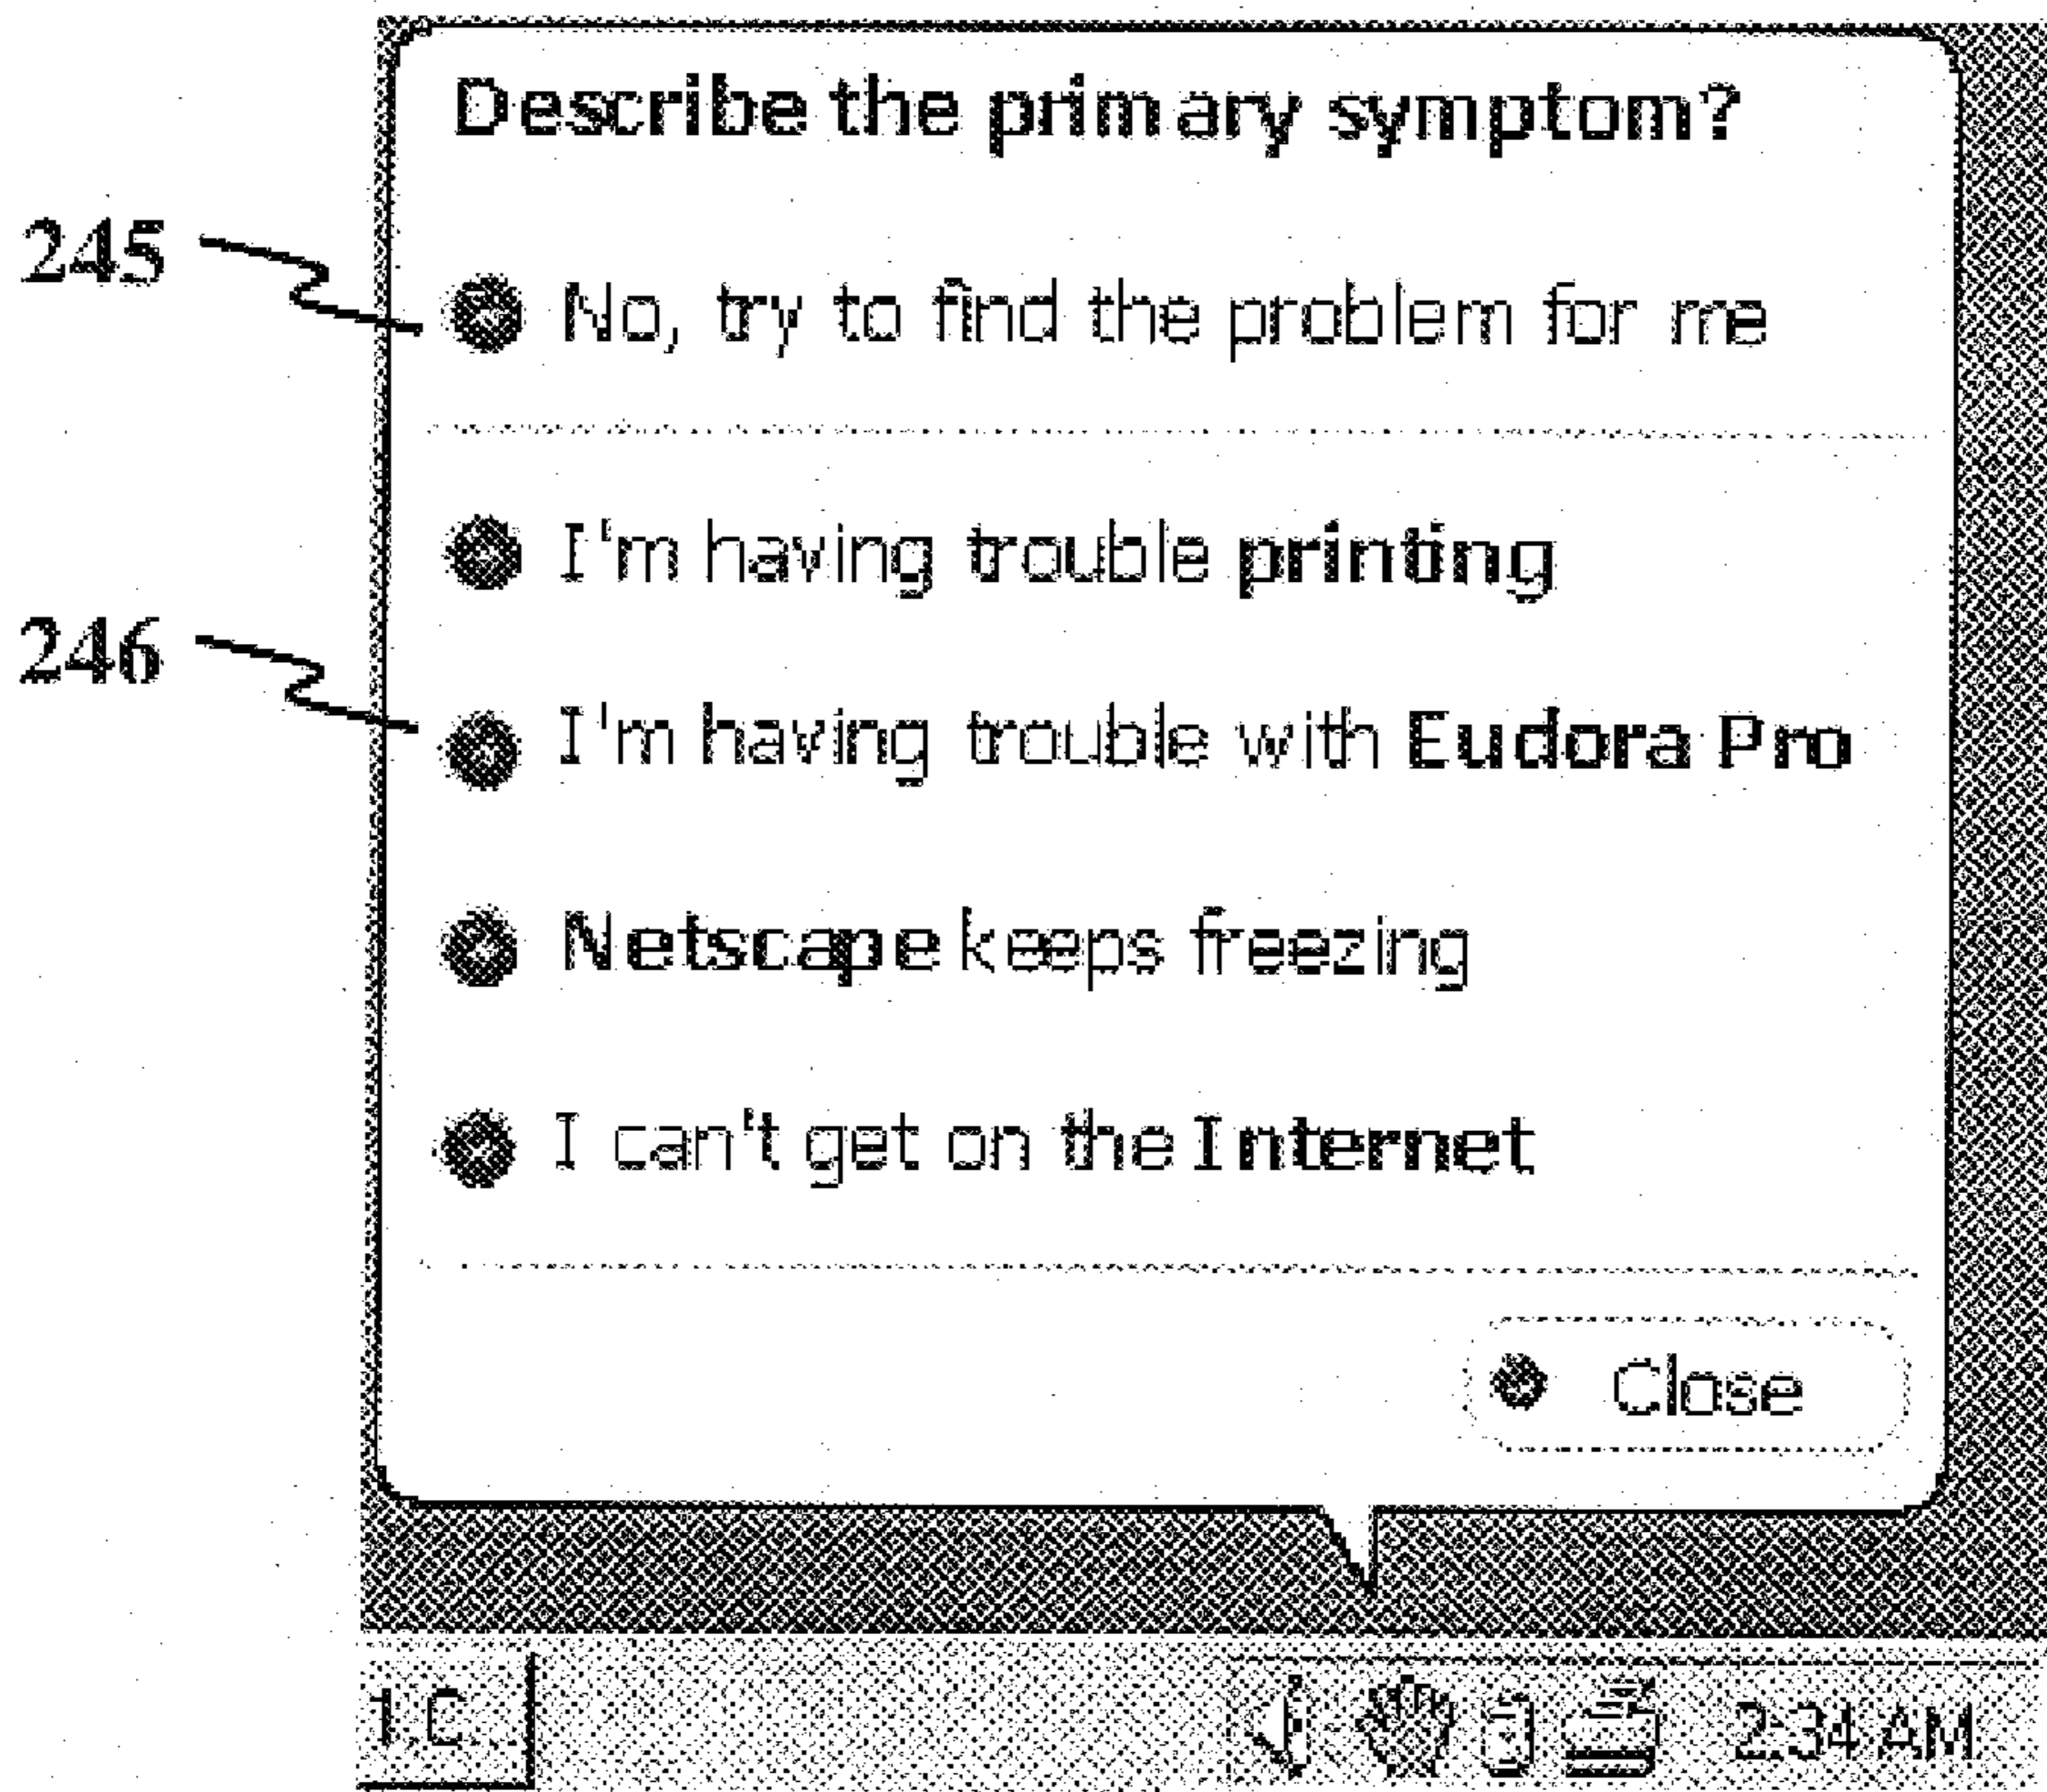 Describe the primary symptom?
245
No, try to find the problem for me
I'm having trouble printing
246
I'm having trouble with Eudora Pro
Netscape keeps freezing
I can't get on the Internet
Close
2:34 AM